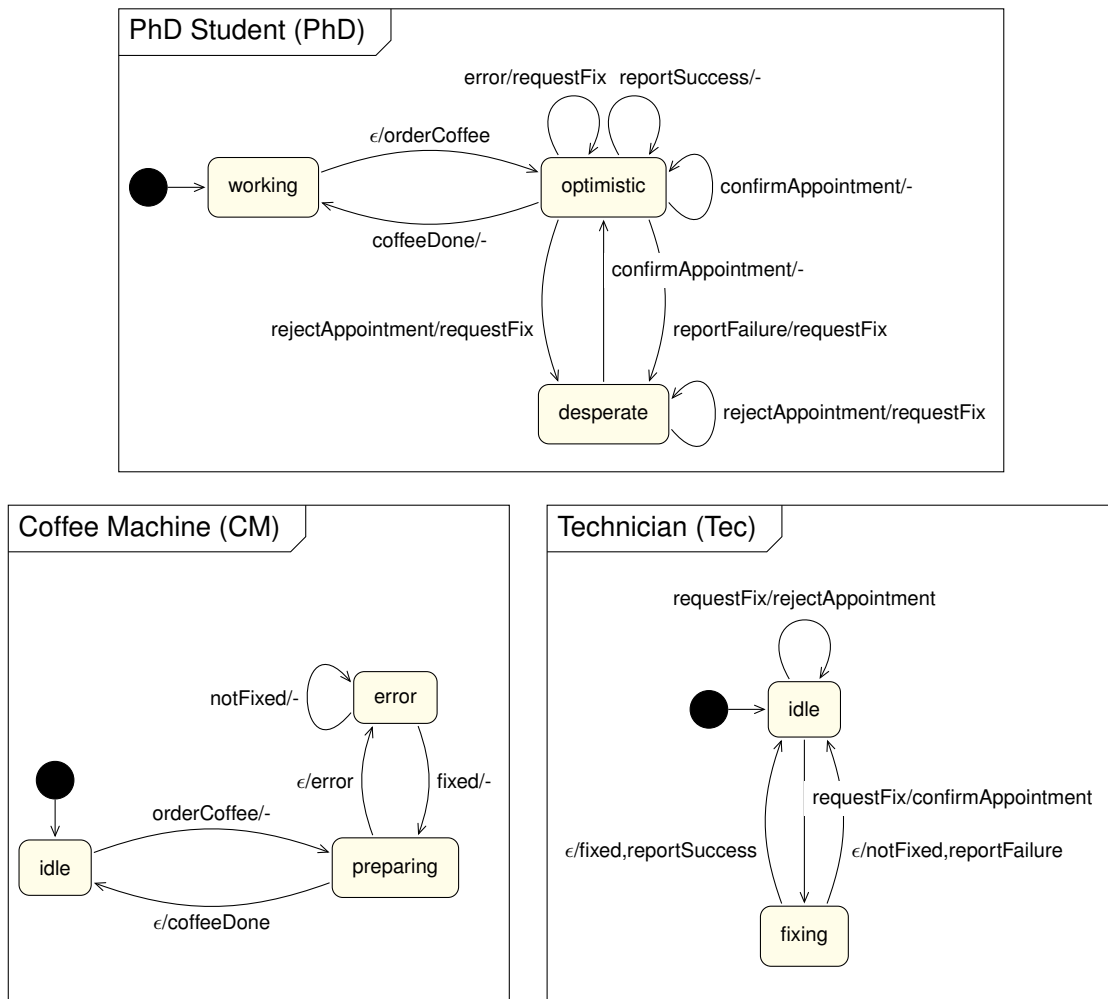 PhD Student (PhD)
error/requestFix
reportSuccess/-
ϵ/orderCoffee
working
optimistic
confirmAppointment/-
coffeeDone/-
confirmAppointment/-
rejectAppointment/requestFix
reportFailure/requestFix
desperate
rejectAppointment/requestFix
Coffee Machine (CM)
notFixed/-
error
ϵ/error
fixed/-
orderCoffee/-
idle
preparing
ϵ/coffeeDone
Technician (Tec)
requestFix/rejectAppointment
idle
requestFix/confirmAppointment
ϵ/fixed,reportSuccess
ϵ/notFixed,reportFailure
fixing